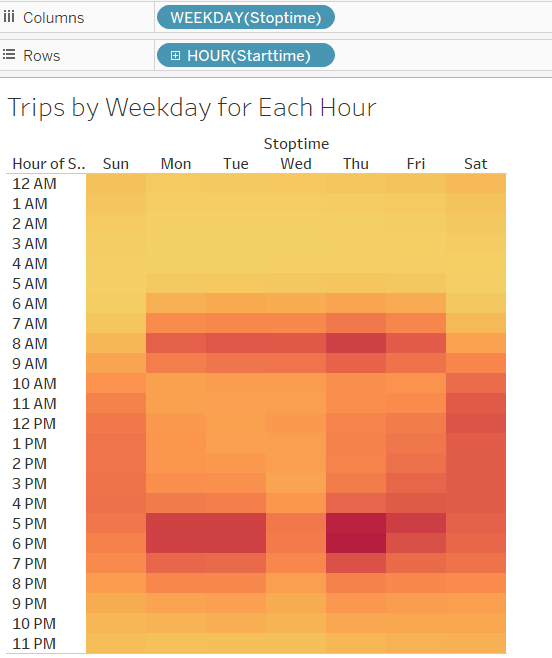 Columns WEEKDAY(Stoptime)
Rows HOUR(Starttime)
Trips by Weekday for Each Hour
Stoptime
Hour of S.. Sun Mon Tue Wed Thu Fri Sat
12 AM
1 AM
2 AM
3 AM
4 AM
5 AM
6 AM
7 AM
8 AM
9 AM
10 AM
11 AM
12 PM
1 PM
2 PM
3 PM
4 PM
5 PM
6 PM
7 PM
8 PM
9 PM
10 PM
11 PM